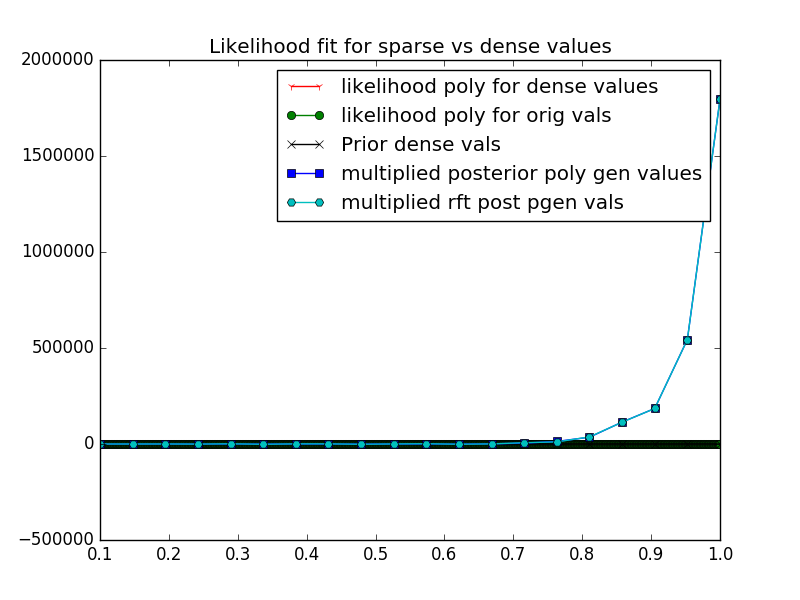 Likelihood fit for sparse vs dense values
2000000
1500000
1000000
500000
0
−500000
likelihood poly for dense values
likelihood poly for orig vals
Prior dense vals
multiplied posterior poly gen values
multiplied rft post pgen vals
0.1 0.2 0.3 0.4 0.5 0.6 0.7 0.8 0.9 1.0